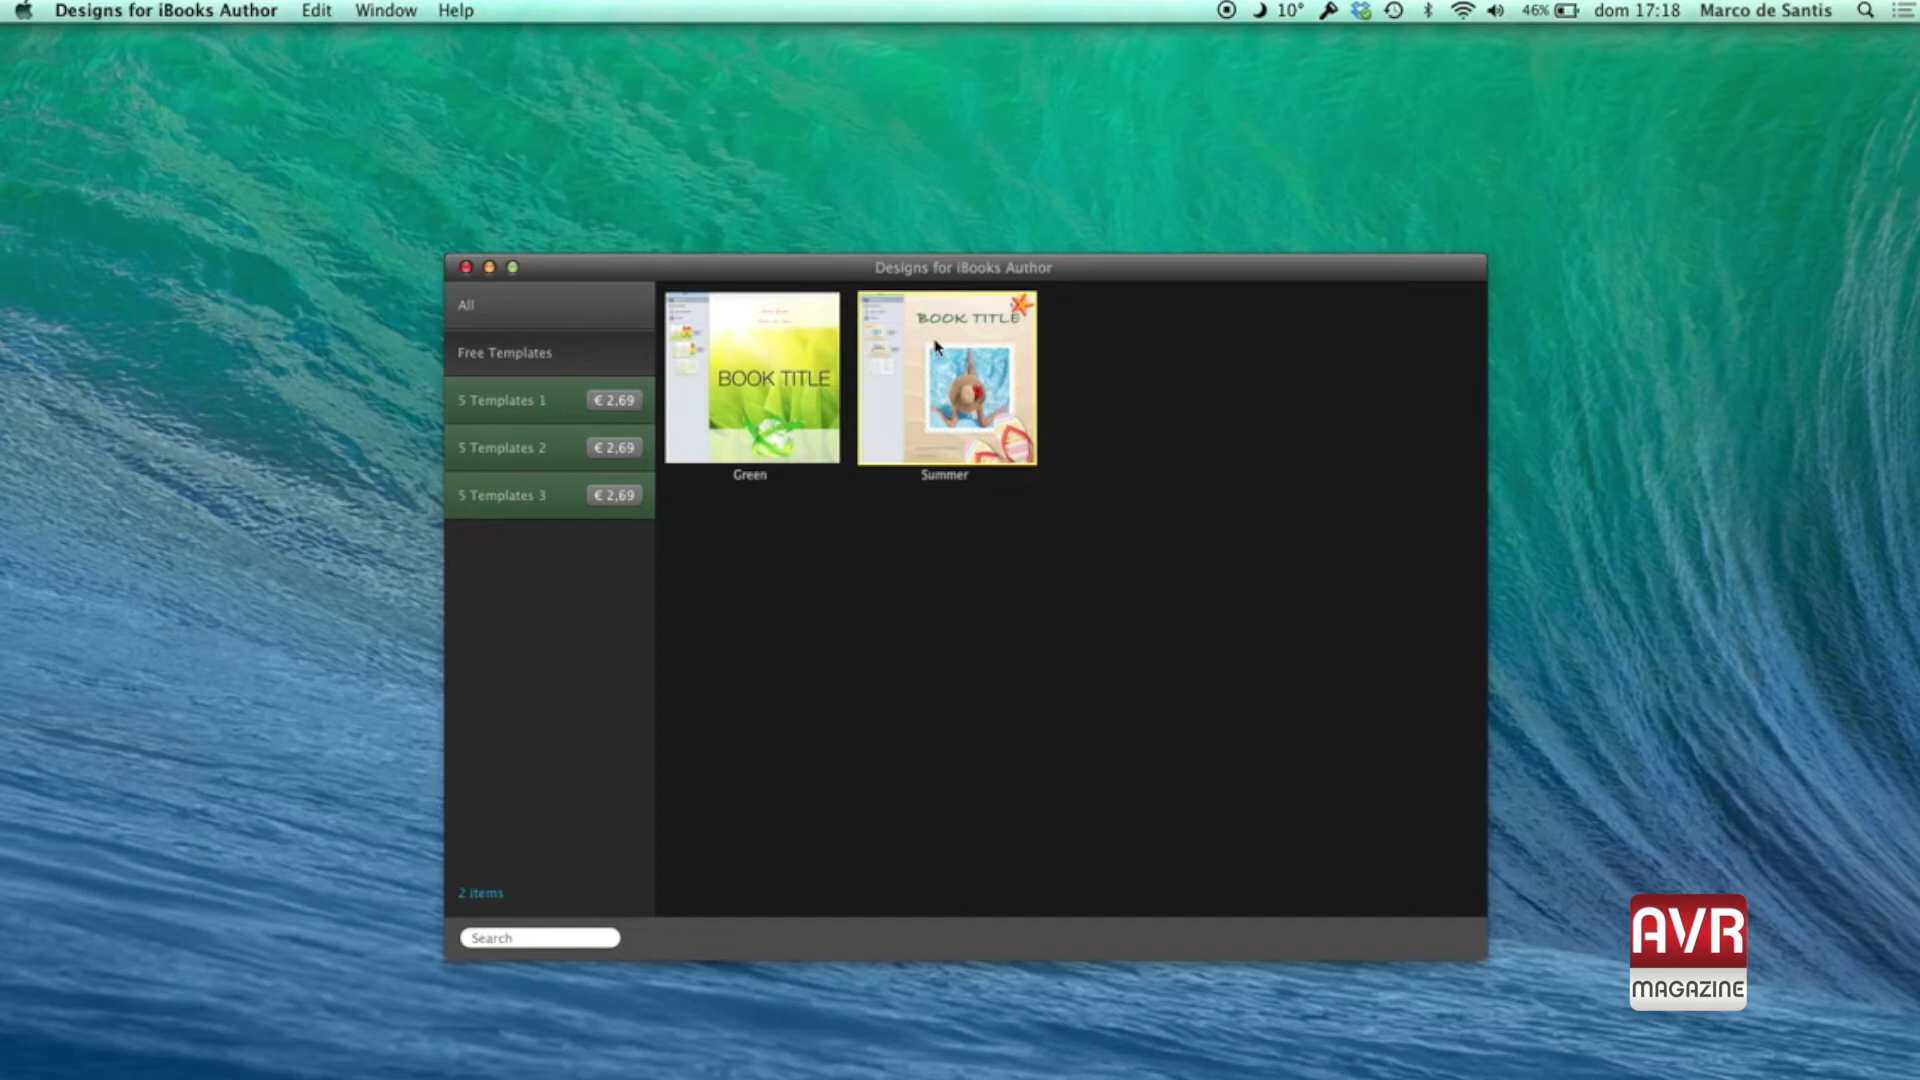 Designs for iBooks Author Edit Window Help
10° 46% dom 17:18 Marco de Santis
Designs for iBooks Author
All
Free Templates
5 Templates 1 € 2,69
5 Templates 2 € 2,69
5 Templates 3 € 2,69
BOOK TITLE
Green
BOOK TITLE
Summer
2 items
Search
AVR
MAGAZINE